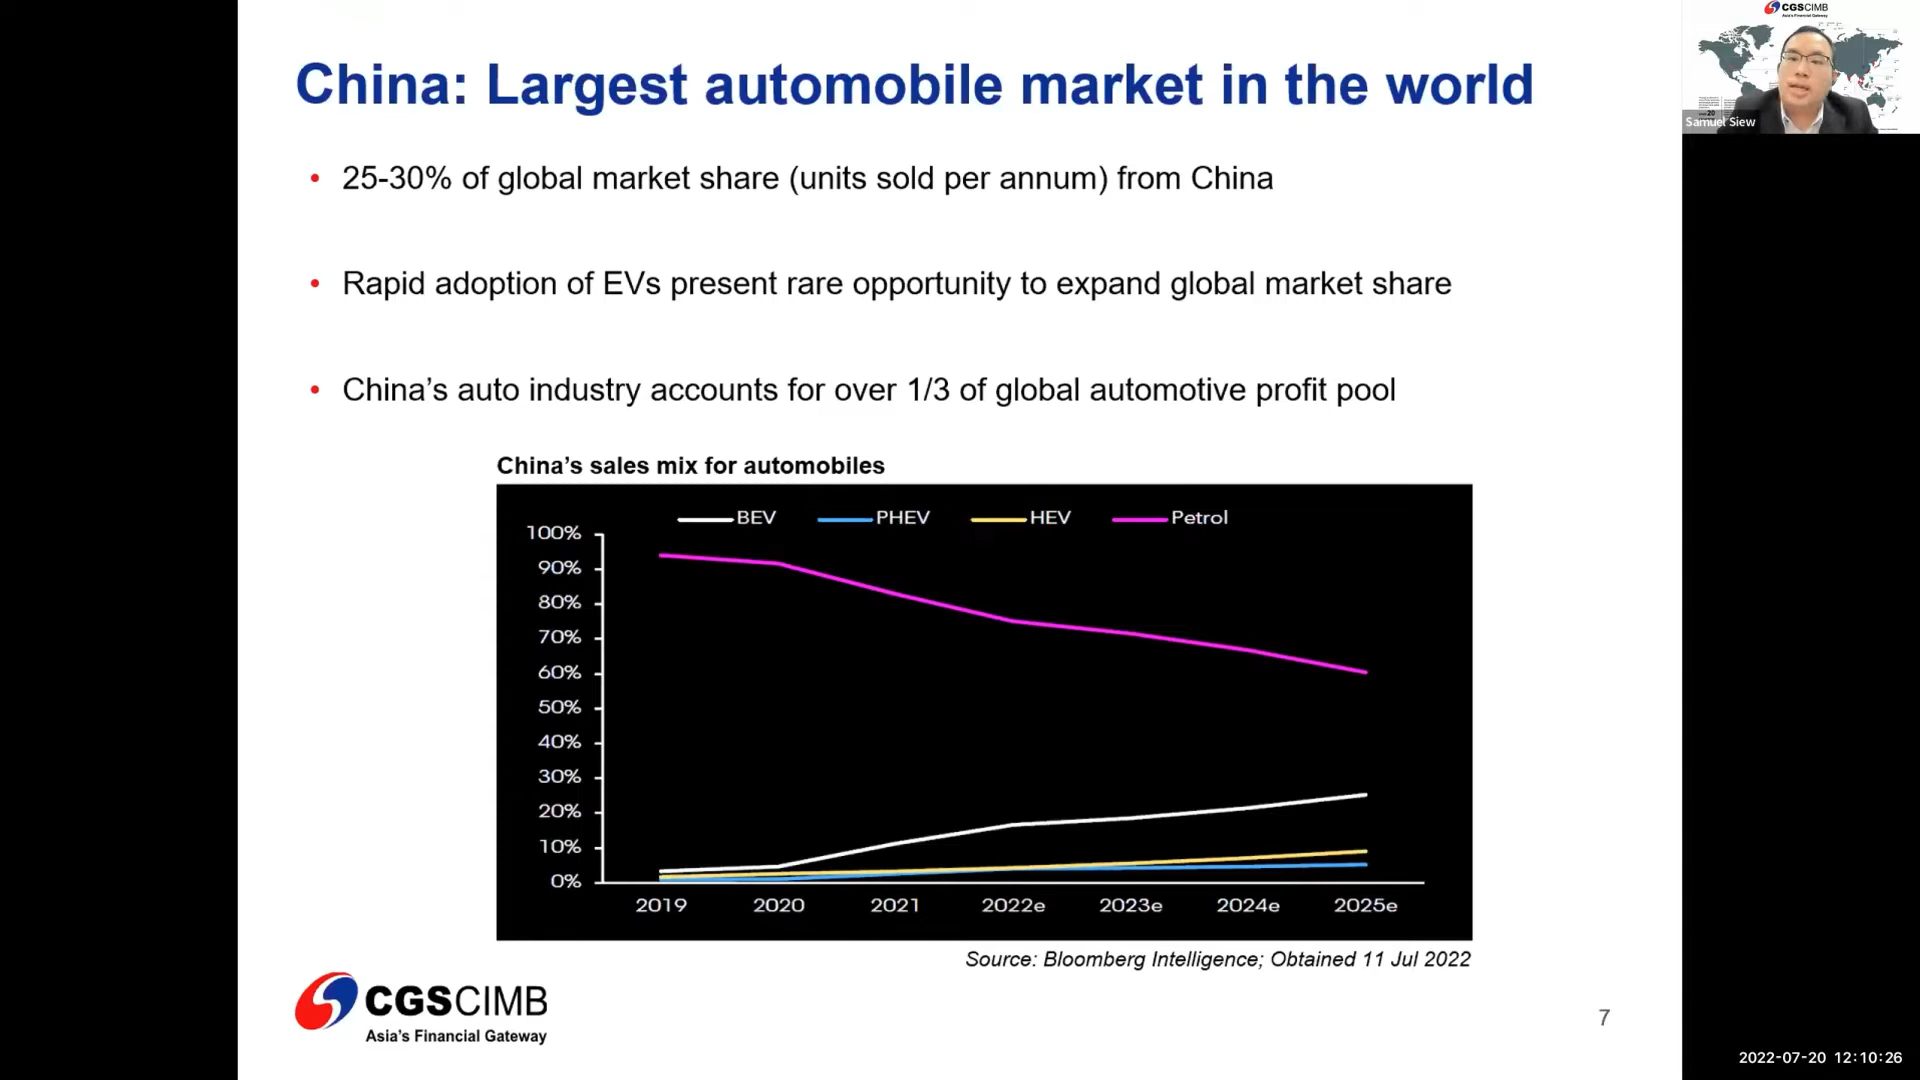 China: Largest automobile market in the world
• 25-30% of global market share (units sold per annum) from China
• Rapid adoption of EVs present rare opportunity to expand global market share
• China’s auto industry accounts for over 1/3 of global automotive profit pool
China’s sales mix for automobiles
BEV PHEV HEV Petrol
100%
90%
80%
70%
60%
50%
40%
30%
20%
10%
0%
2019 2020 2021 2022e 2023e 2024e 2025e
Source: Bloomberg Intelligence; Obtained 11 Jul 2022
CGSCIMB
Asia’s Financial Gateway
7
CGSCIMB
Asia's Financial Gateway
Samuel Siew
2022-07-20 12:10:26